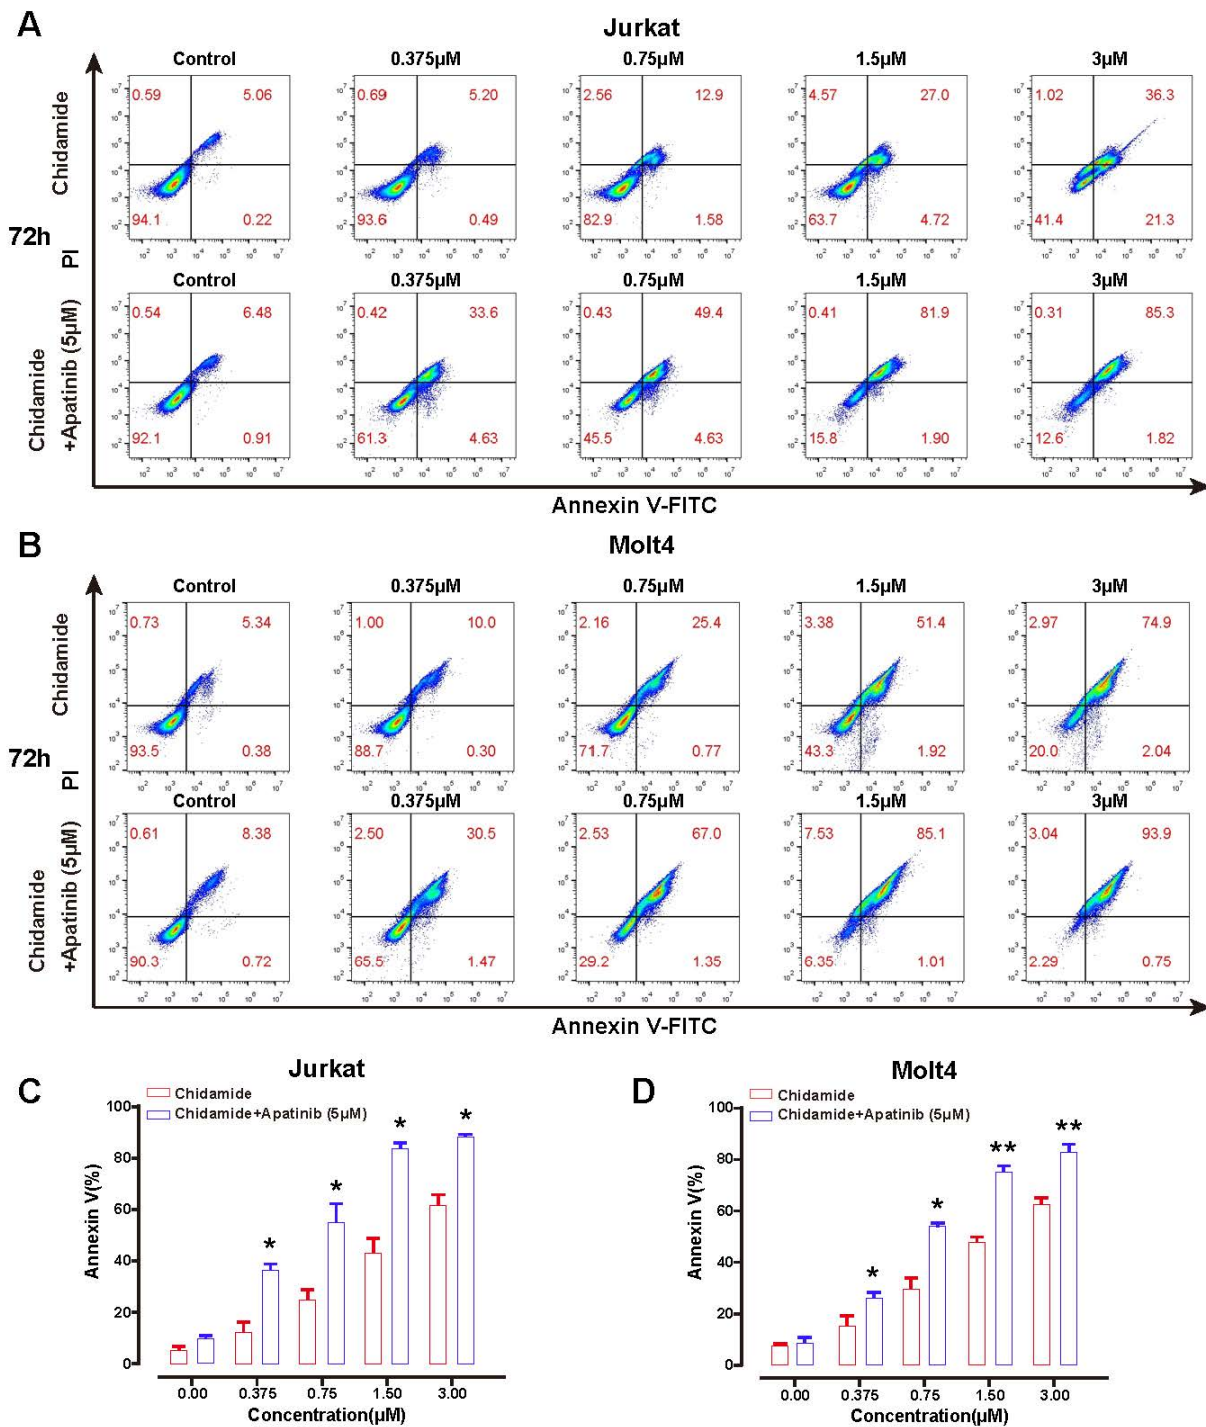 A
Jurkat
Control 0.375µM 0.75µM 1.5µM 3µM
Chidamide
0.59 5.06 0.69 5.20 2.56 12.9 4.57 27.0 1.02 36.3
94.1 0.22 93.6 0.49 82.9 1.58 63.7 4.72 41.4 21.3
72h
PI
Control 0.375µM 0.75µM 1.5µM 3µM
Chidamide
+Apatinib (5µM)
0.54 6.48 0.42 33.6 0.43 49.4 0.41 81.9 0.31 85.3
92.1 0.91 61.3 4.63 45.5 4.63 15.8 1.90 12.6 1.82
Annexin V-FITC
B
Molt4
Control 0.375µM 0.75µM 1.5µM 3µM
Chidamide
0.73 5.34 1.00 10.0 2.16 25.4 3.38 51.4 2.97 74.9
93.5 0.38 88.7 0.30 71.7 0.77 43.3 1.92 20.0 2.04
72h
PI
Control 0.375µM 0.75µM 1.5µM 3µM
Chidamide
+Apatinib (5µM)
0.61 8.38 2.50 30.5 2.53 67.0 7.53 85.1 3.04 93.9
90.3 0.72 65.5 1.47 29.2 1.35 6.35 1.01 2.29 0.75
Annexin V-FITC
C
Jurkat
Chidamide
Chidamide+Apatinib (5µM)
Annexin V(%)
100
80
60
40
20
0
* * * *
0.00 0.375 0.75 1.50 3.00
Concentration(µM)
D
Molt4
Chidamide
Chidamide+Apatinib (5µM)
Annexin V(%)
100
80
60
40
20
0
* * ** **
0.00 0.375 0.75 1.50 3.00
Concentration(µM)